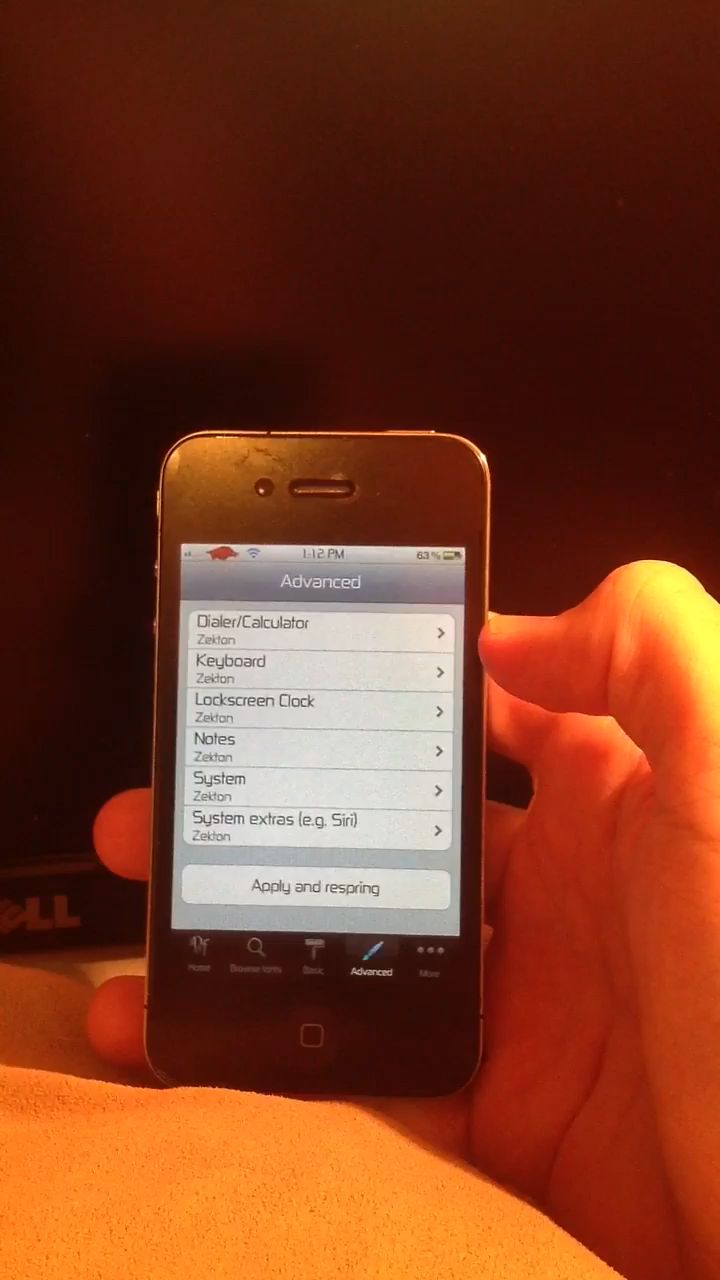 1:12 PM
63%
Advanced
Dialer/Calculator
Zekton
Keyboard
Zekton
Lockscreen Clock
Zekton
Notes
Zekton
System
Zekton
System extras (e.g. Siri)
Zekton
Apply and respring
Home
Browse fonts
Basic
Advanced
More
DELL